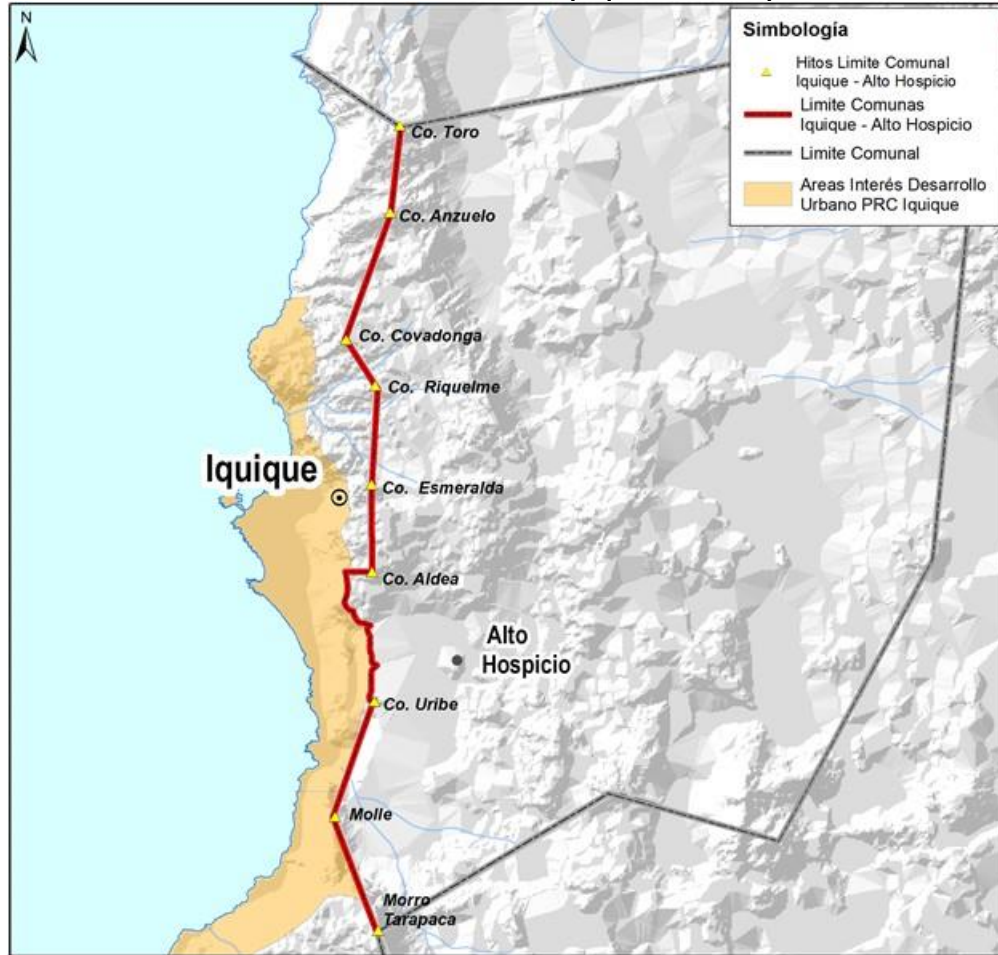 N
Simbología
Hitos Limite Comunal
Iquique - Alto Hospicio
Limite Comunas
Iquique - Alto Hospicio
Limite Comunal
Areas Interés Desarrollo
Urbano PRC Iquique
Co. Toro
Co. Anzuelo
Co. Covadonga
Co. Riquelme
Iquique
Co. Esmeralda
Co. Aldea
Alto
Hospicio
Co. Uribe
Molle
Morro
Tarapaca